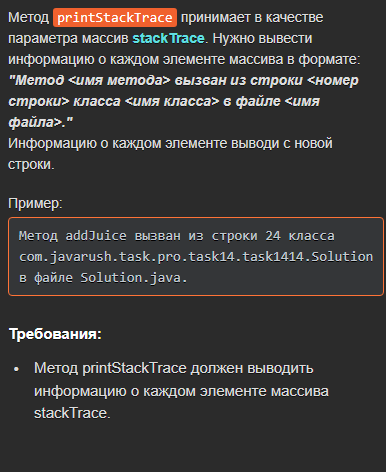 Метод printStackTrace принимает в качестве
параметра массив stackTrace. Нужно вывести
информацию о каждом элементе массива в формате:
"Метод <имя метода> вызван из строки <номер
строки> класса <имя класса> в файле <имя
файла>."
Информацию о каждом элементе выводи с новой
строки.
Пример:
Метод addJuice вызван из строки 24 класса
com.javarush.task.pro.task14.task1414.Solution
в файле Solution.java.
Требования:
• Метод printStackTrace должен выводить
информацию о каждом элементе массива
stackTrace.